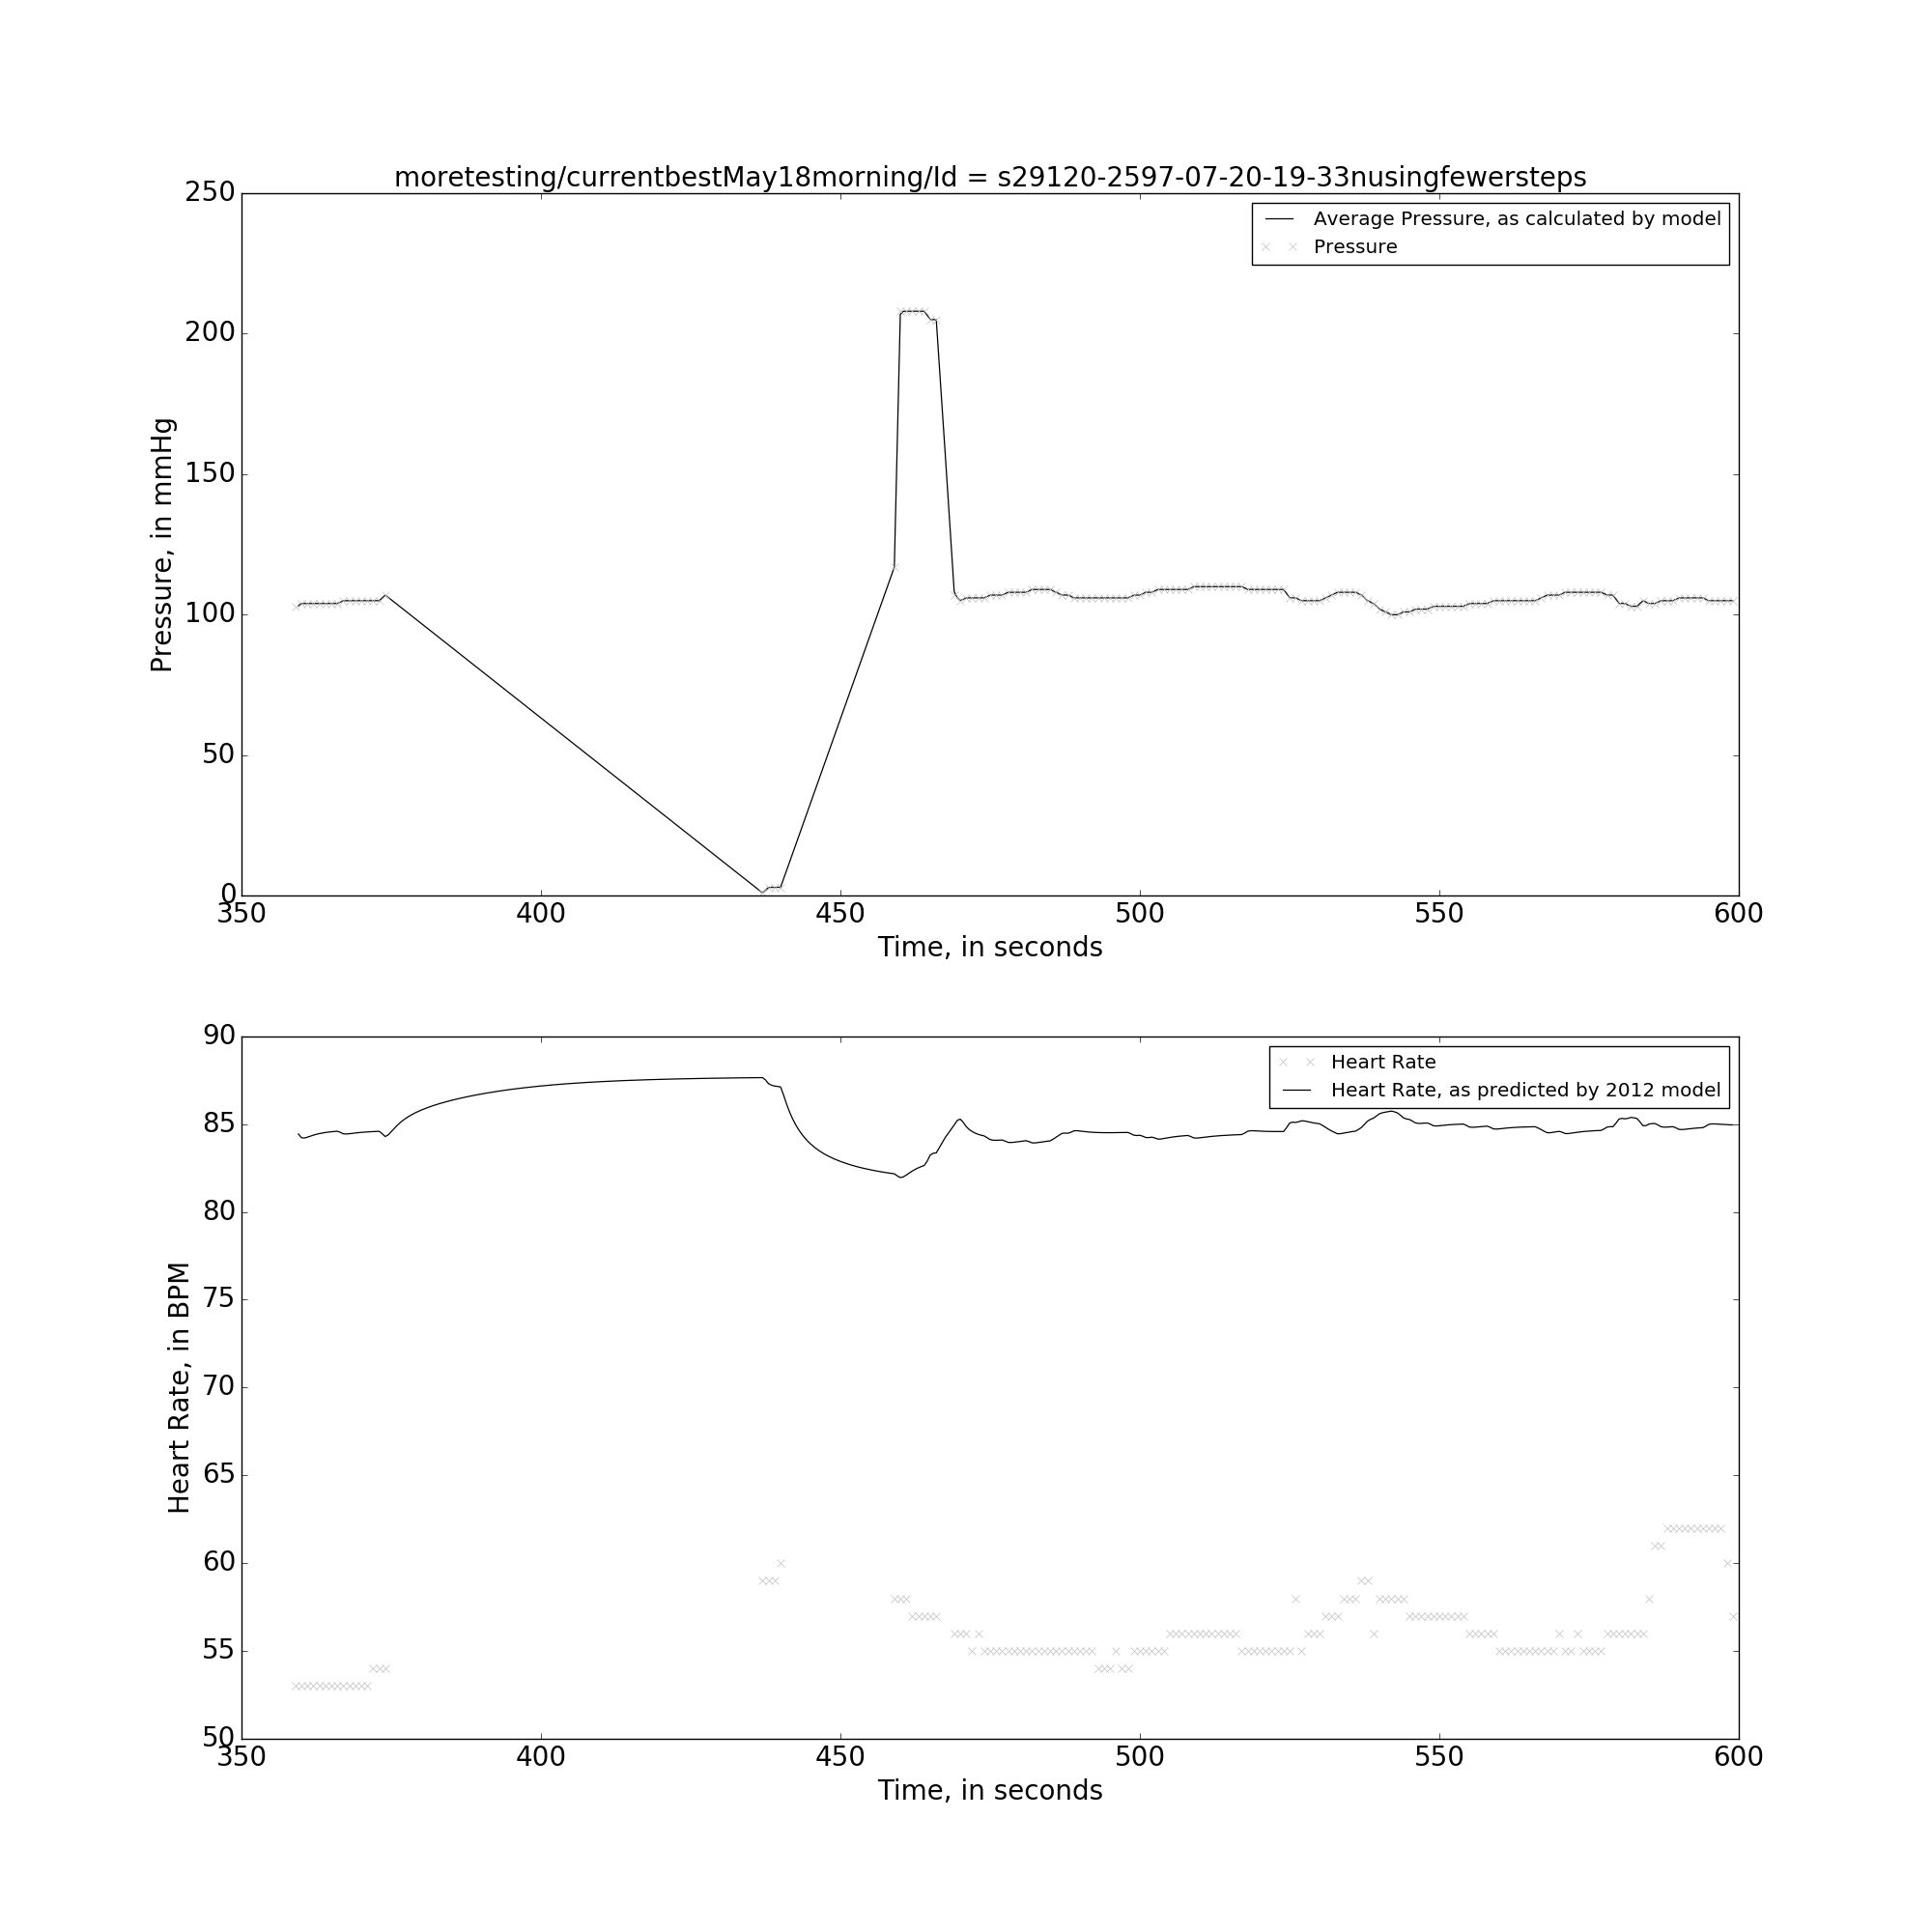 moretesting/currentbestMay18morning/Id = s29120-2597-07-20-19-33nusingfewersteps
250
200
150
100
50
0
Pressure, in mmHg
Average Pressure, as calculated by model
Pressure
350 400 450 500 550 600
Time, in seconds
90
85
80
75
70
65
60
55
50
Heart Rate, in BPM
Heart Rate
Heart Rate, as predicted by 2012 model
350 400 450 500 550 600
Time, in seconds